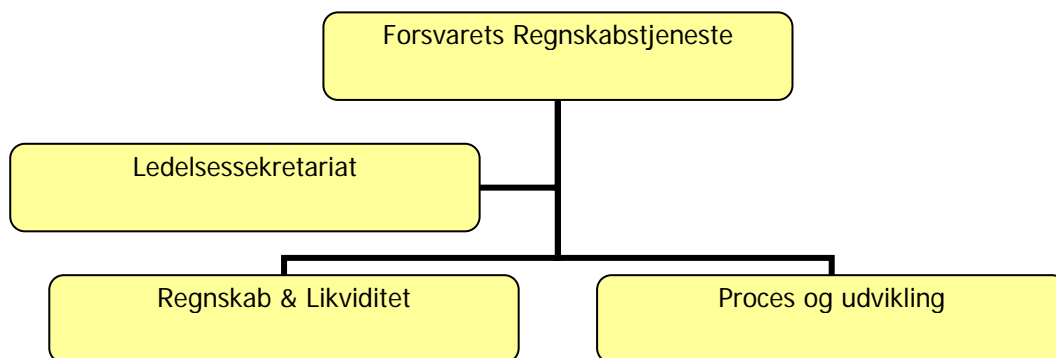 Forsvarets Regnskabstjeneste
Ledelsessekretariat
Regnskab & Likviditet
Proces og udvikling